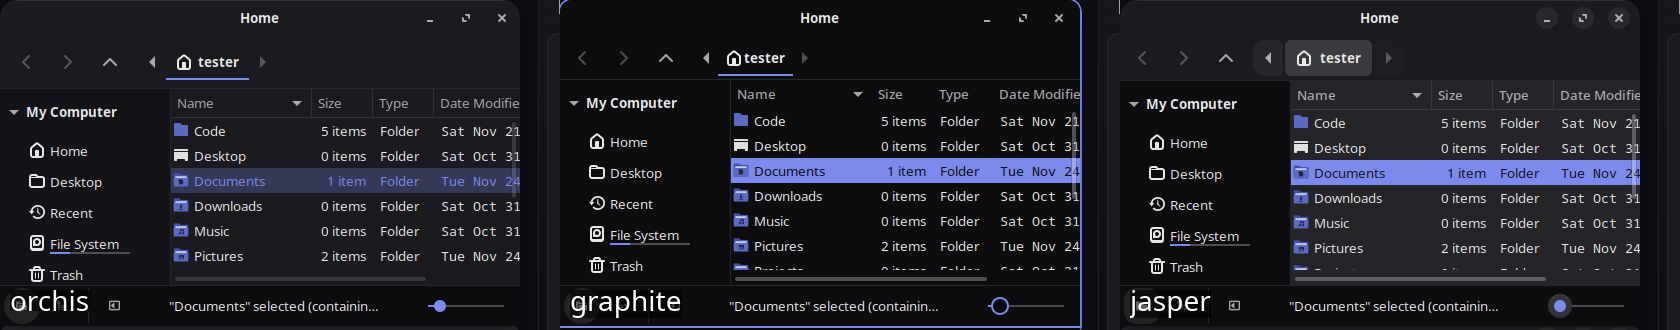 Home
tester
My Computer
Home
Desktop
Recent
File System
Trash
Name Size Type Date Modifie
Code 5 items Folder Sat Nov 21
Desktop 0 items Folder Sat Oct 31
Documents 1 item Folder Tue Nov 24
Downloads 0 items Folder Sat Oct 31
Music 0 items Folder Sat Oct 31
Pictures 2 items Folder Tue Nov 24
orchis
"Documents" selected (containin...
Home
tester
My Computer
Home
Desktop
Recent
File System
Trash
Name Size Type Date Modifie
Code 5 items Folder Sat Nov 21
Desktop 0 items Folder Sat Oct 31
Documents 1 item Folder Tue Nov 24
Downloads 0 items Folder Sat Oct 31
Music 0 items Folder Sat Oct 31
Pictures 2 items Folder Tue Nov 24
graphite
"Documents" selected (containin...
Home
tester
My Computer
Home
Desktop
Recent
File System
Trash
Name Size Type Date Modifie
Code 5 items Folder Sat Nov 21
Desktop 0 items Folder Sat Oct 31
Documents 1 item Folder Tue Nov 24
Downloads 0 items Folder Sat Oct 31
Music 0 items Folder Sat Oct 31
Pictures 2 items Folder Tue Nov 24
jasper
"Documents" selected (containin...